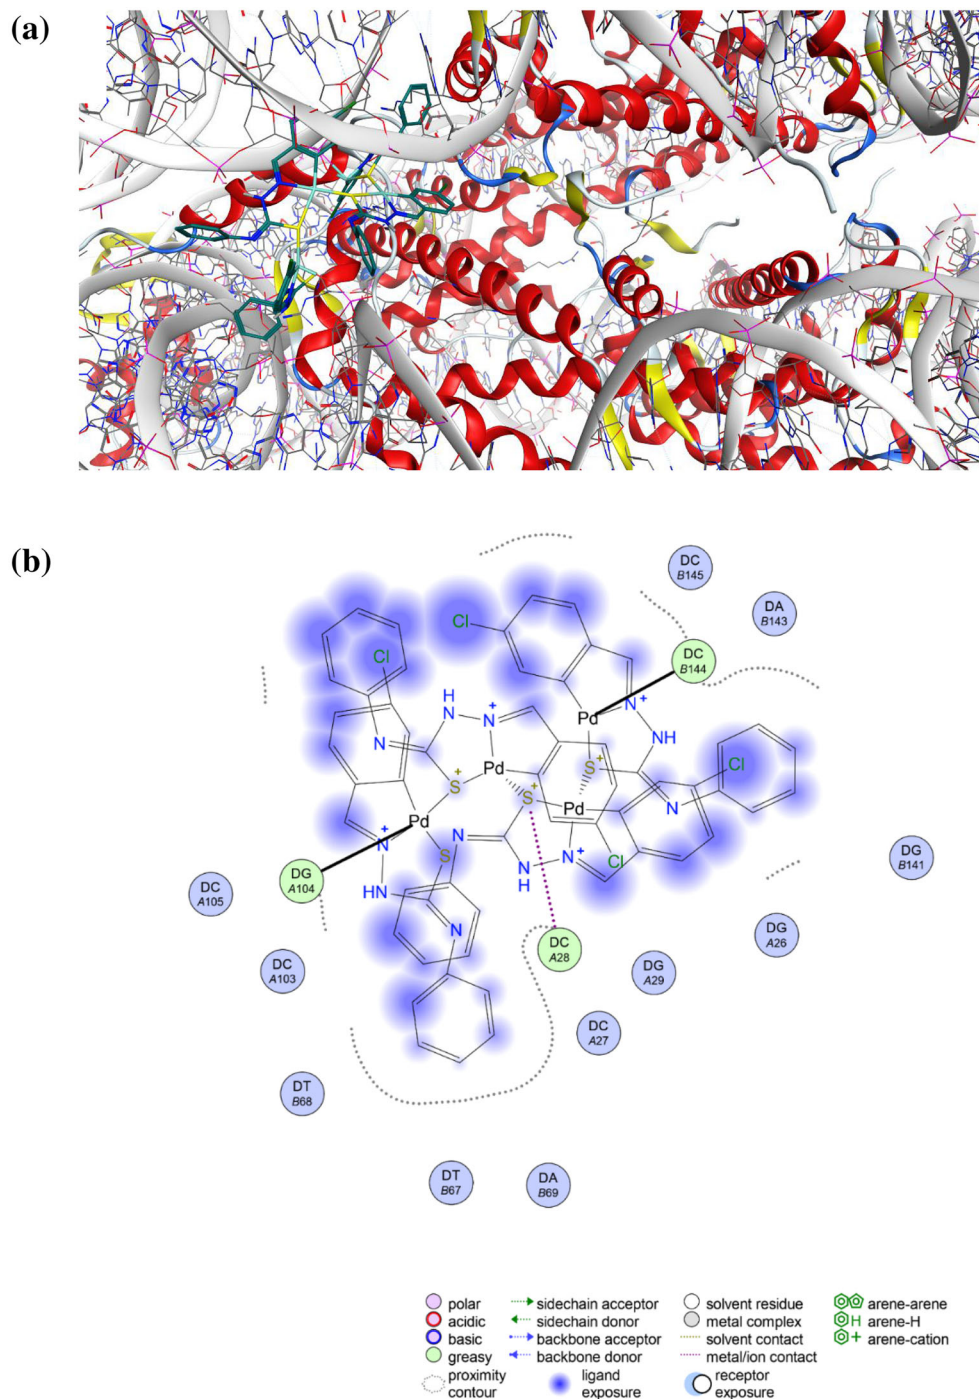 (a)
(b)
DC
B145
DA
B143
DC
B144
Cl
Cl
Cl
H
N
N
+
N
+
Pd
NH
N
S
+
Pd
S
+
S
+
Cl
Pd
N
Pd
N
+
S
N
Cl
N
H
N
+
DG
B141
DG
A104
DC
A105
HN
N
DC
A28
DG
A26
DC
A103
DG
A29
DC
A27
DT
B68
DT
B67
DA
B69
polar
acidic
basic
greasy
proximity
contour
sidechain acceptor
sidechain donor
backbone acceptor
backbone donor
ligand
exposure
solvent residue
metal complex
solvent contact
metal/ion contact
receptor
exposure
arene-arene
H arene-H
+ arene-cation